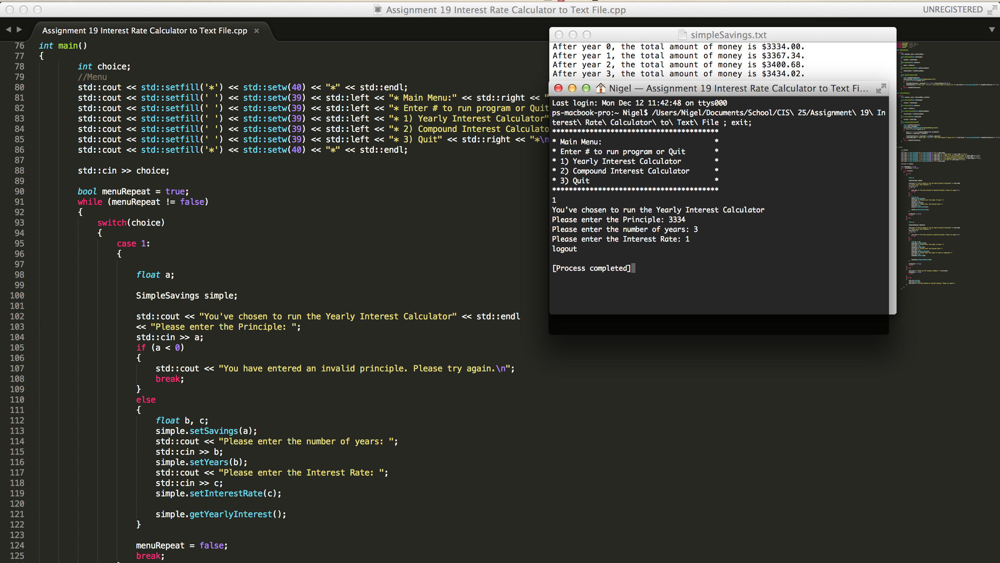 Assignment 19 Interest Rate Calculator to Text File.cpp
UNREGISTERED
Assignment 19 Interest Rate Calculator to Text File.cpp ×
76 int main()
77 {
78 int choice;
79 //Menu
80 std::cout << std::setfill('*') << std::setw(40) << "*" << std::endl;
81 std::cout << std::setfill(' ') << std::setw(39) << std::left << "* Main Menu:" << std::right << "
82 std::cout << std::setfill(' ') << std::setw(39) << std::left << "* Enter # to run program or Quit
83 std::cout << std::setfill(' ') << std::setw(39) << std::left << "* 1) Yearly Interest Calculator"
84 std::cout << std::setfill(' ') << std::setw(39) << std::left << "* 2) Compound Interest Calculato
85 std::cout << std::setfill(' ') << std::setw(39) << std::left << "* 3) Quit" << std::right << "*\n
86 std::cout << std::setfill('*') << std::setw(40) << "*" << std::endl;
87
88 std::cin >> choice;
89
90 bool menuRepeat = true;
91 while (menuRepeat != false)
92 {
93 switch(choice)
94 {
95 case 1:
96 {
97
98 float a;
99
100 SimpleSavings simple;
101
102 std::cout << "You've chosen to run the Yearly Interest Calculator" << std::endl
103 << "Please enter the Principle: ";
104 std::cin >> a;
105 if (a < 0)
106 {
107 std::cout << "You have entered an invalid principle. Please try again.\n";
108 break;
109 }
110 else
111 {
112 float b, c;
113 simple.setSavings(a);
114 std::cout << "Please enter the number of years: ";
115 std::cin >> b;
116 simple.setYears(b);
117 std::cout << "Please enter the Interest Rate: ";
118 std::cin >> c;
119 simple.setInterestRate(c);
120
121 simple.getYearlyInterest();
122 }
123
124 menuRepeat = false;
125 break;
simpleSavings.txt
After year 0, the total amount of money is $3334.00.
After year 1, the total amount of money is $3367.34.
After year 2, the total amount of money is $3400.68.
After year 3, the total amount of money is $3434.02.
Nigel — Assignment 19 Interest Rate Calculator to Text Fi...
Last login: Mon Dec 12 11:42:48 on ttys000
ps-macbook-pro:~ Nigel$ /Users/Nigel/Documents/School/CIS\ 25/Assignment\ 19\ In
terest\ Rate\ Calculator\ to\ Text\ File ; exit;
****************************************
* Main Menu: *
* Enter # to run program or Quit *
* 1) Yearly Interest Calculator *
* 2) Compound Interest Calculator *
* 3) Quit *
****************************************
1
You've chosen to run the Yearly Interest Calculator
Please enter the Principle: 3334
Please enter the number of years: 3
Please enter the Interest Rate: 1
logout
[Process completed]